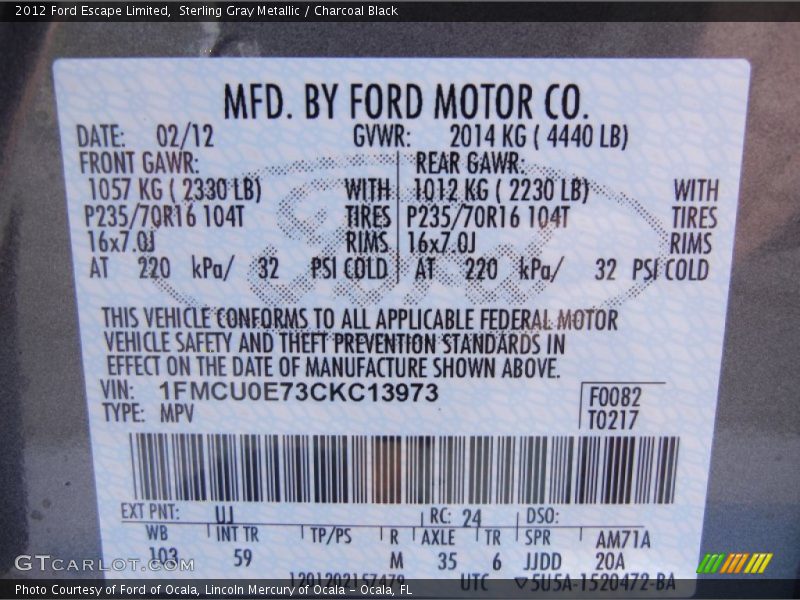 2012 Ford Escape Limited,  Sterling Gray Metallic / Charcoal Black
MFD. BY FORD MOTOR CO.
DATE: 02/12 GVWR: 2014 KG ( 4440 LB)
FRONT GAWR: REAR GAWR:
1057 KG ( 2330 LB) WITH 1012 KG ( 2230 LB) WITH
P235/70R16 104T TIRES P235/70R16 104T TIRES
16x7.0J RIMS 16x7.0J RIMS
AT 220 kPa/ 32 PSI COLD AT 220 kPa/ 32 PSI COLD
THIS VEHICLE CONFORMS TO ALL APPLICABLE FEDERAL MOTOR
VEHICLE SAFETY AND THEFT PREVENTION STANDARDS IN
EFFECT ON THE DATE OF MANUFACTURE SHOWN ABOVE.
VIN: 1FMCU0E73CKC13973 F0082
TYPE: MPV T0217
EXT PNT: UJ RC: 24 DSO:
WB INT TR TP/PS R AXLE TR SPR AM71A
103 59 M 35 6 JJDD 20A
1201202157479 UTC ▽5U5A-1520472-BA
GTCARLOT.COM
Photo Courtesy of Ford of Ocala, Lincoln Mercury of Ocala - Ocala, FL